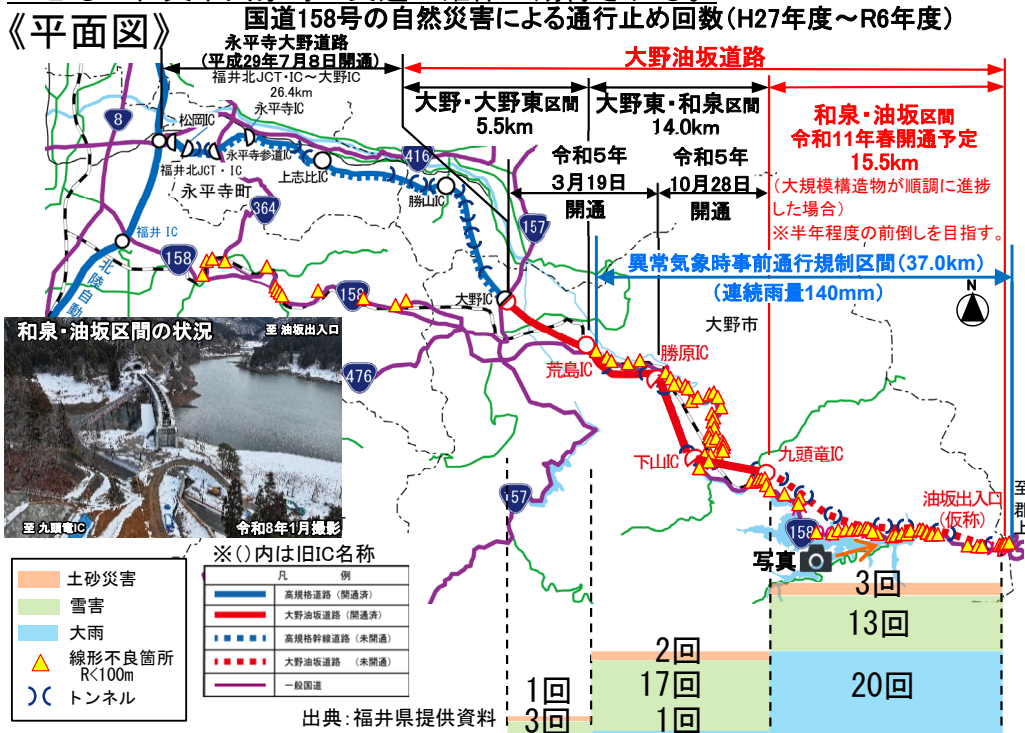 《平面図》
国道158号の自然災害による通行止め回数(H27年度～R6年度)
永平寺大野道路
(平成29年7月8日開通)
福井北JCT・IC～大野IC
26.4km
大野油坂道路
大野・大野東区間
5.5km
大野東・和泉区間
14.0km
和泉・油坂区間
令和11年春開通予定
15.5km
(大規模構造物が順調に進捗
した場合)
※半年程度の前倒しを目指す。
令和5年
3月19日
開通
令和5年
10月28日
開通
異常気象時事前通行規制区間(37.0km)
(連続雨量140mm)
8
松岡IC
永平寺IC
永平寺参道IC
福井北JCT・IC
永平寺町
上志比IC
416
勝山IC
364
157
福井IC
158
北陸自動
158
大野IC
大野市
N
荒島IC
勝原IC
476
下山IC
九頭竜IC
157
油坂出入口
(仮称)
至
郡
上
158
写真
和泉・油坂区間の状況
至 油坂出入口
至 九頭竜IC
令和8年1月撮影
※()内は旧IC名称
凡 例
高規格道路(開通済)
大野油坂道路(開通済)
高規格幹線道路(未開通)
大野油坂道路 (未開通)
一般国道
土砂災害
雪害
大雨
線形不良箇所
R<100m
トンネル
出典:福井県提供資料
1回
3回
2回
17回
1回
3回
13回
20回